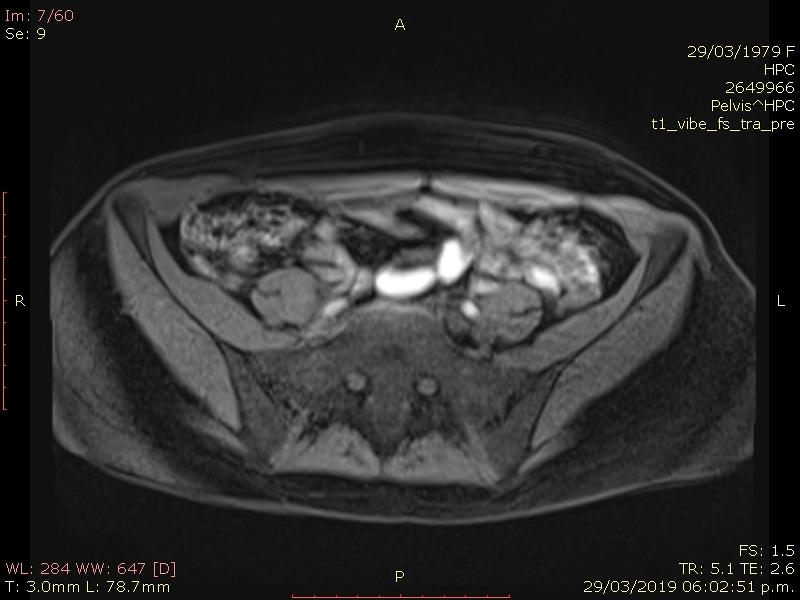 Im: 7/60
Se: 9
A
29/03/1979 F
HPC
2649966
Pelvis^HPC
t1_vibe_fs_tra_pre
R
L
WL: 284 WW: 647 [D]
T: 3.0mm L: 78.7mm
P
FS: 1.5
TR: 5.1 TE: 2.6
29/03/2019 06:02:51 p.m.